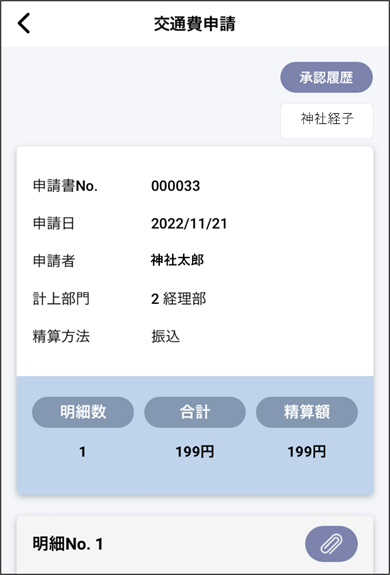 交通費申請
承認履歴
神社経子
申請書No. 000033
申請日 2022/11/21
申請者 神社太郎
計上部門 2 経理部
精算方法 振込
明細数 合計 精算額
1 199円 199円
明細No. 1